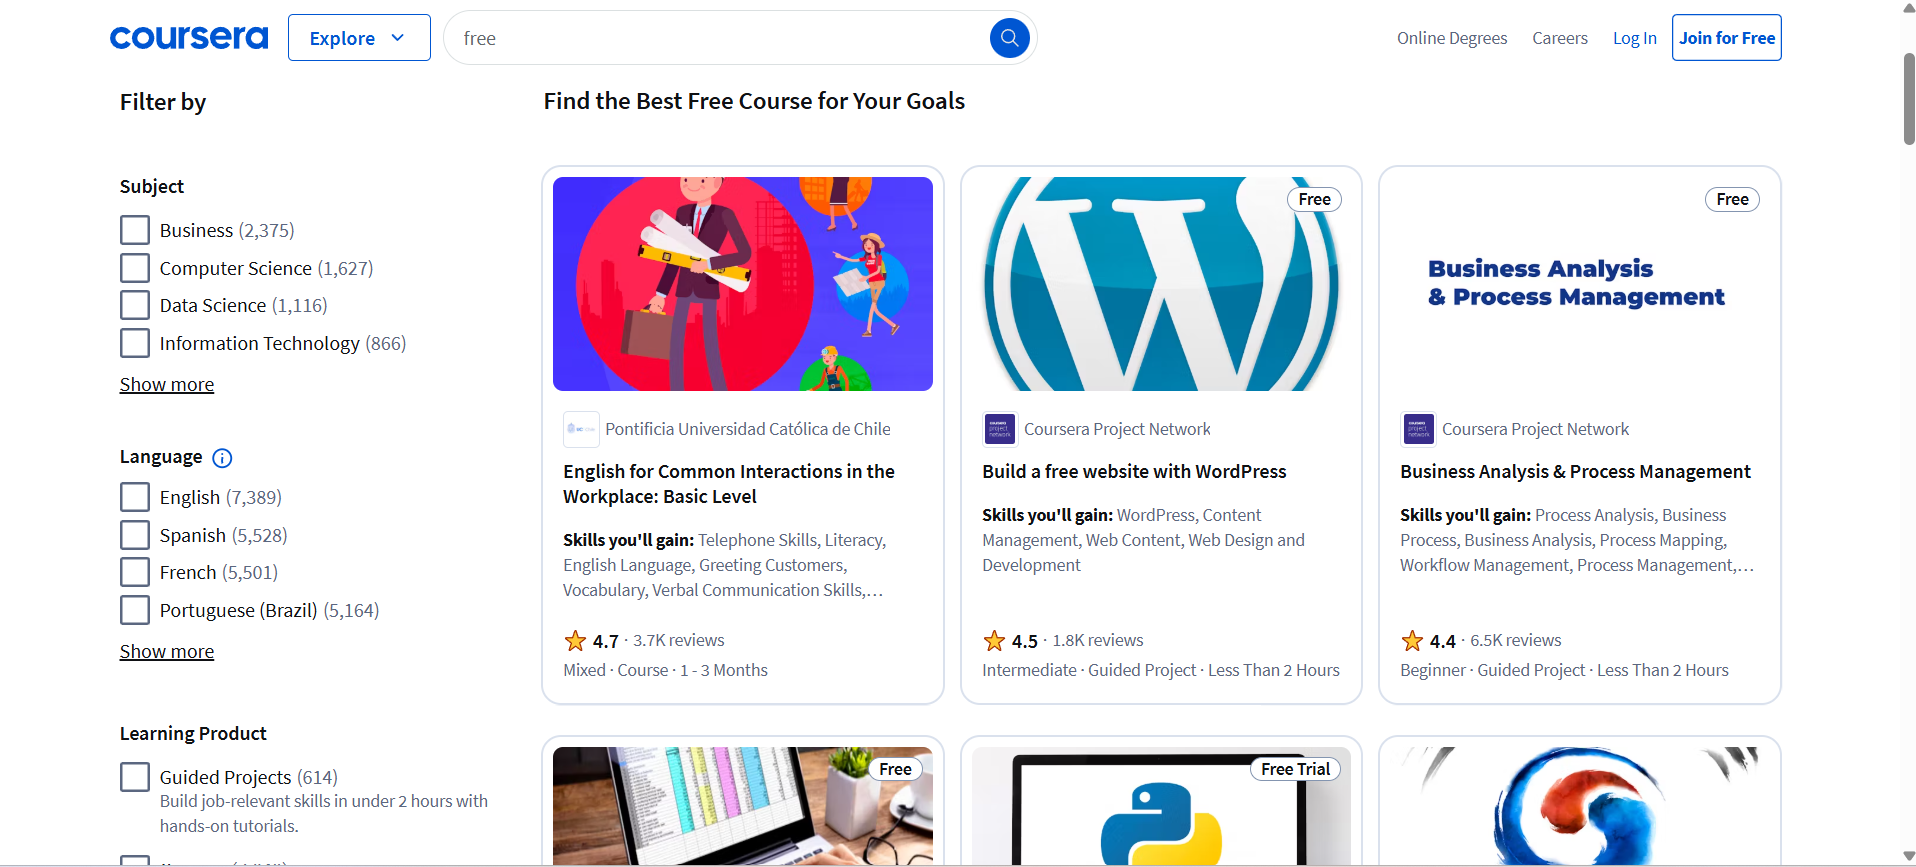 coursera
Explore
free
Online Degrees
Careers
Log In
Join for Free
Filter by
Subject
Business (2,375)
Computer Science (1,627)
Data Science (1,116)
Information Technology (866)
Show more
Language
English (7,389)
Spanish (5,528)
French (5,501)
Portuguese (Brazil) (5,164)
Show more
Learning Product
Guided Projects (614)
Build job-relevant skills in under 2 hours with
hands-on tutorials.
Find the Best Free Course for Your Goals
Pontificia Universidad Católica de Chile
English for Common Interactions in the
Workplace: Basic Level
Skills you'll gain: Telephone Skills, Literacy,
English Language, Greeting Customers,
Vocabulary, Verbal Communication Skills,…
4.7 · 3.7K reviews
Mixed · Course · 1 - 3 Months
Free
coursera
project
network
Coursera Project Network
Build a free website with WordPress
Skills you'll gain: WordPress, Content
Management, Web Content, Web Design and
Development
4.5 · 1.8K reviews
Intermediate · Guided Project · Less Than 2 Hours
Free
Business Analysis
& Process Management
coursera
project
network
Coursera Project Network
Business Analysis & Process Management
Skills you'll gain: Process Analysis, Business
Process, Business Analysis, Process Mapping,
Workflow Management, Process Management,…
4.4 · 6.5K reviews
Beginner · Guided Project · Less Than 2 Hours
Free
Free Trial